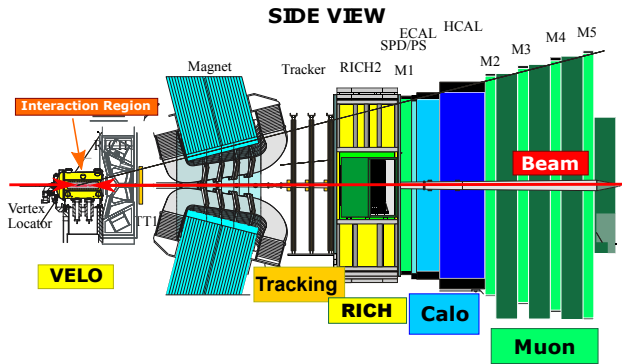 SIDE VIEW
ECAL
HCAL
SPD/PS
M1
M2
M3
M4
M5
Magnet
Tracker
RICH2
Interaction Region
Beam
Vertex
Locator
TT1
VELO
Tracking
RICH
Calo
Muon